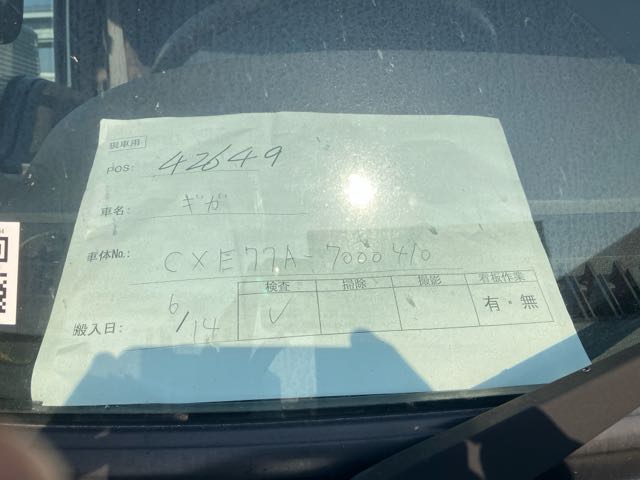 現車用
POS: 42649
車名: ギガ
車体No.: CXE77A-7000410
搬入日: 6/14
検査 掃除 撮影 看板作業
✓ 有・無